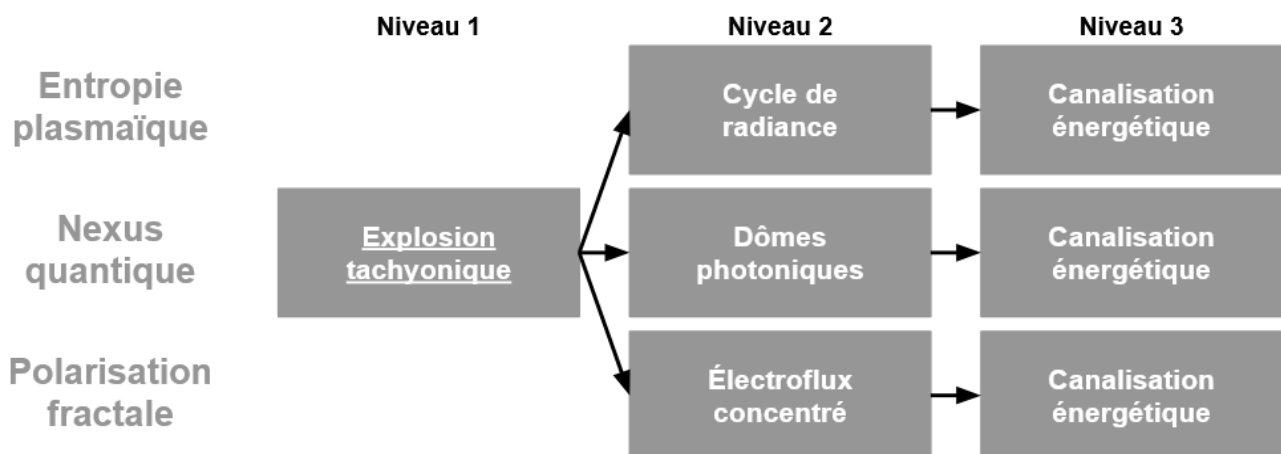 Niveau 1
Niveau 2
Niveau 3
Entropie
plasmaïque
Cycle de
radiance
Canalisation
énergétique
Nexus
quantique
Explosion
tachyonique
Dômes
photoniques
Canalisation
énergétique
Polarisation
fractale
Électroflux
concentré
Canalisation
énergétique